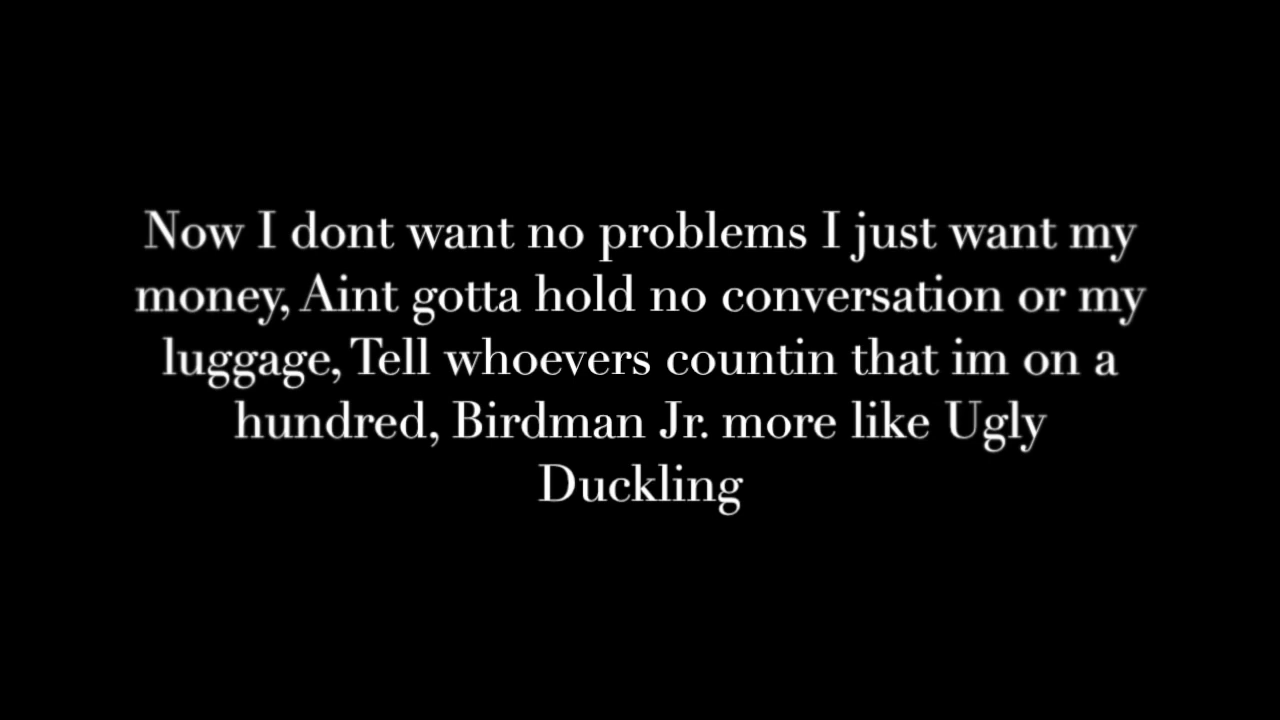 Now I dont want no problems I just want my
money, Aint gotta hold no conversation or my
luggage, Tell whoevers countin that im on a
hundred, Birdman Jr. more like Ugly
Duckling